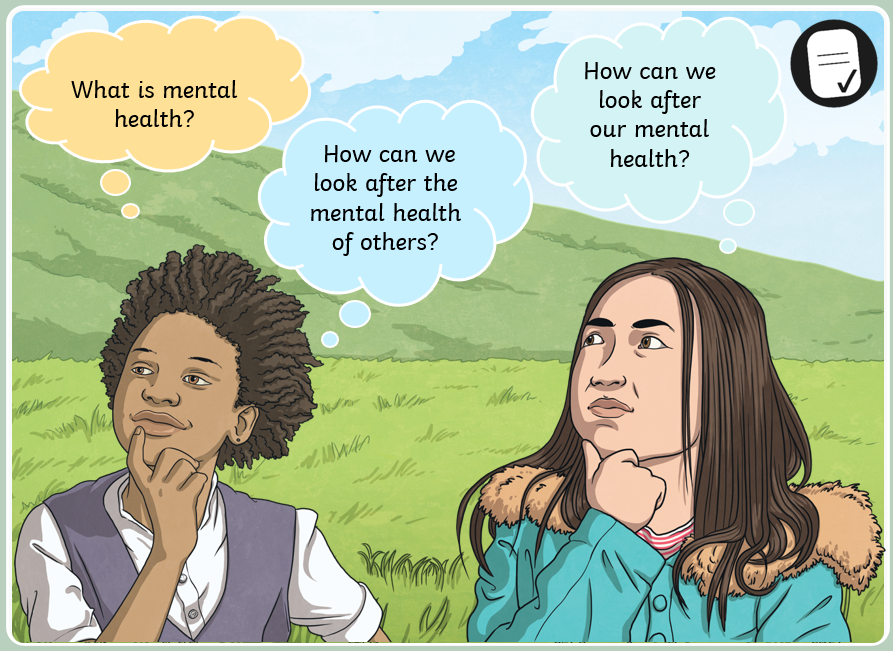 What is mental
health?
How can we
look after the
mental health
of others?
How can we
look after
our mental
health?